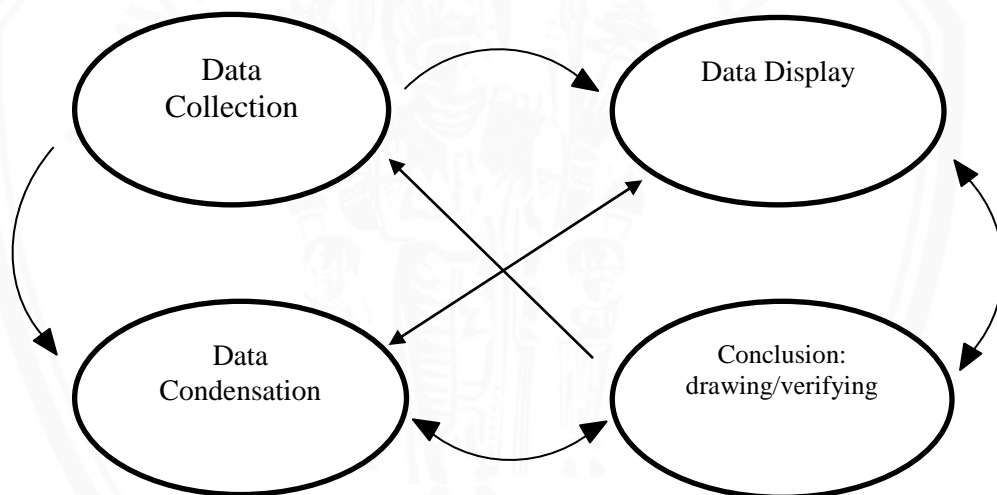 Data
Collection
Data Display
Data
Condensation
Conclusion:
drawing/verifying